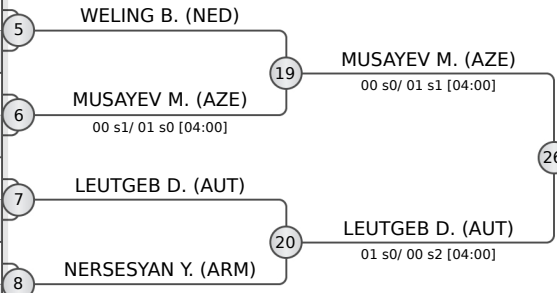 WELING B. (NED)
5
19
MUSAYEV M. (AZE)
00 s0/ 01 s1 [04:00]
MUSAYEV M. (AZE)
6
00 s1/ 01 s0 [04:00]
26
LEUTGEB D. (AUT)
7
20
LEUTGEB D. (AUT)
01 s0/ 00 s2 [04:00]
NERSESYAN Y. (ARM)
8